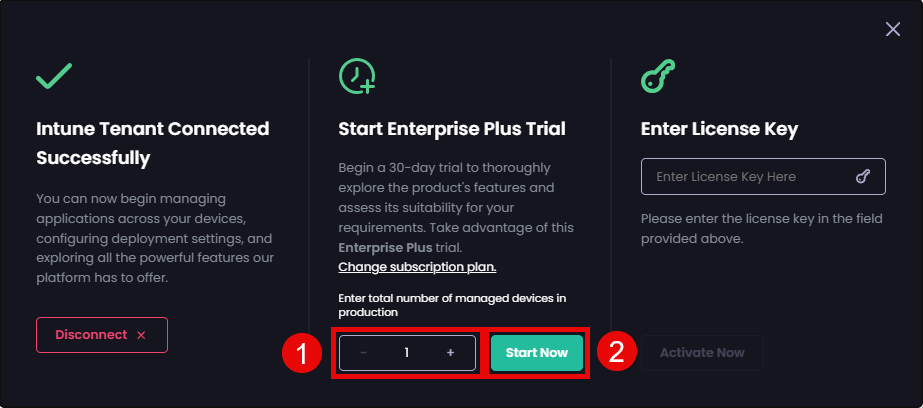 Intune Tenant Connected
Successfully
You can now begin managing
applications across your devices,
configuring deployment settings, and
exploring all the powerful features our
platform has to offer.
Disconnect ×
Start Enterprise Plus Trial
Begin a 30-day trial to thoroughly
explore the product's features and
assess its suitability for your
requirements. Take advantage of this
Enterprise Plus trial.
Change subscription plan.
Enter total number of managed devices in
production
1
- 1 +
Start Now
2
Enter License Key
Enter License Key Here
Please enter the license key in the field
provided above.
Activate Now